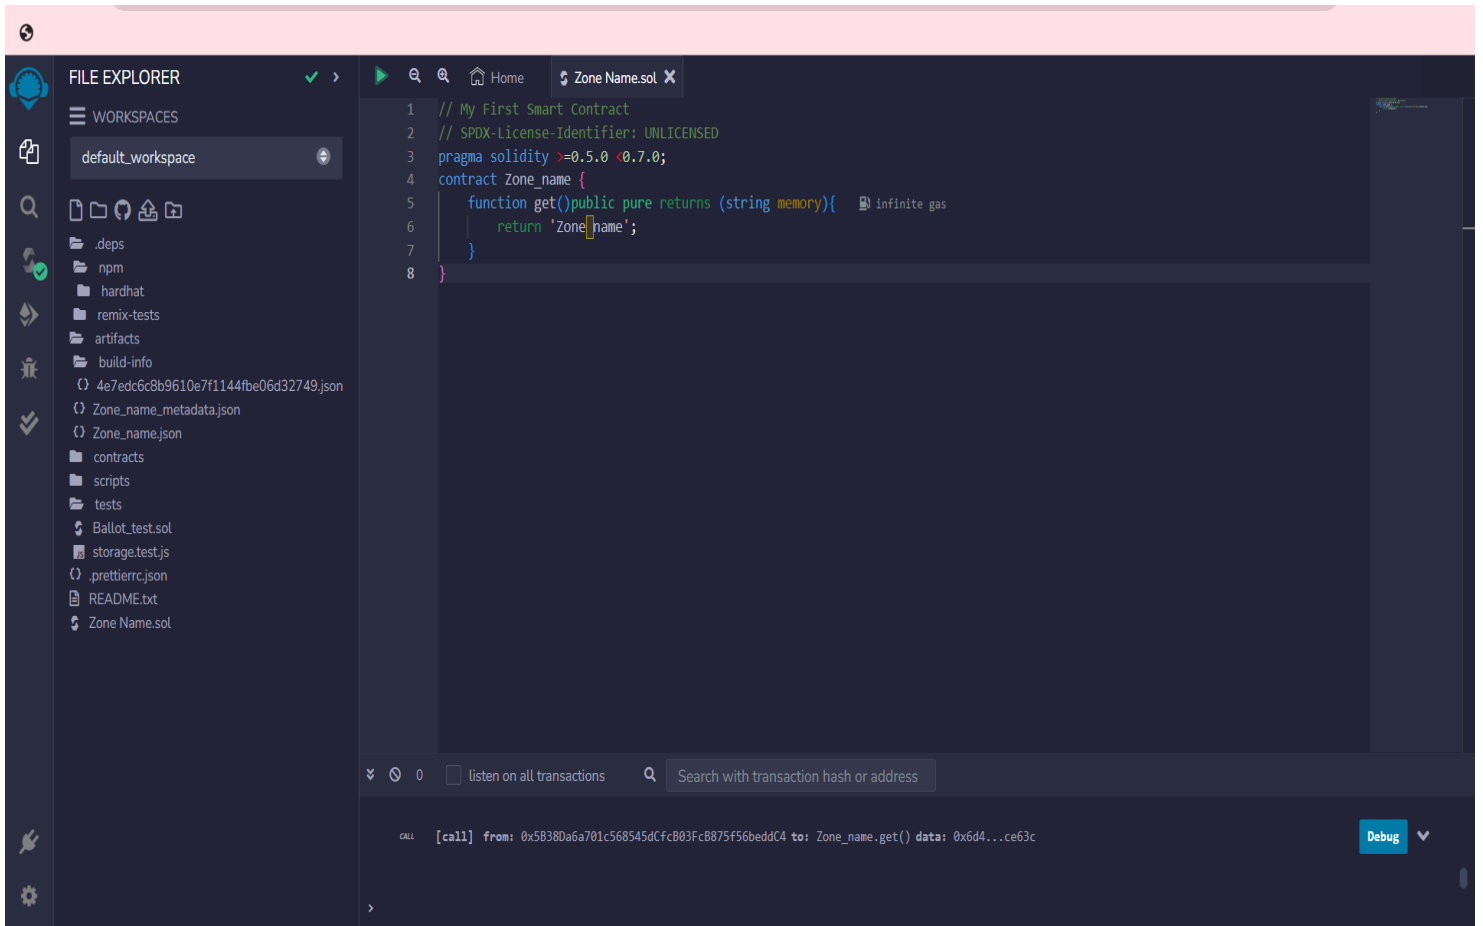 FILE EXPLORER
WORKSPACES
default_workspace
.deps
npm
hardhat
remix-tests
artifacts
build-info
4e7edc6c8b9610e7f1144fbe06d32749.json
Zone_name_metadata.json
Zone_name.json
contracts
scripts
tests
Ballot_test.sol
storage.test.js
.prettierrc.json
README.txt
Zone Name.sol
Home
Zone Name.sol
1 // My First Smart Contract
2 // SPDX-License-Identifier: UNLICENSED
3 pragma solidity >=0.5.0 <0.7.0;
4 contract Zone_name {
5 function get()public pure returns (string memory){ infinite gas
6 return 'Zone name';
7 }
8 }
0 listen on all transactions Search with transaction hash or address
CALL [call] from: 0x5B38Da6a701c568545dCfcB03FcB875f56beddC4 to: Zone_name.get() data: 0x6d4...ce63c Debug
>